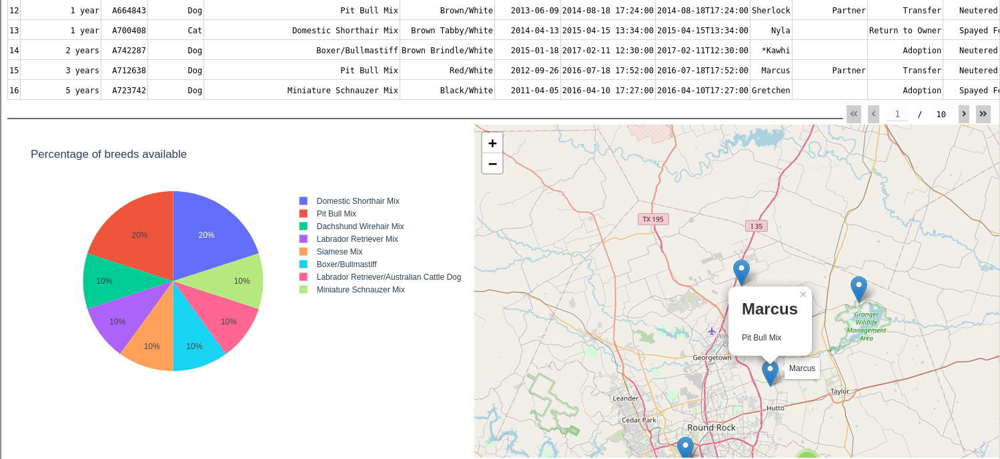 12 1 year A664843 Dog Pit Bull Mix Brown/White 2013-06-09 2014-08-18 17:24:00 2014-08-18T17:24:00 Sherlock Partner Transfer Neutered
13 1 year A700408 Cat Domestic Shorthair Mix Brown Tabby/White 2014-04-13 2015-04-15 13:34:00 2015-04-15T13:34:00 Nyla Return to Owner Spayed Fe
14 2 years A742287 Dog Boxer/Bullmastiff Brown Brindle/White 2015-01-18 2017-02-11 12:30:00 2017-02-11T12:30:00 *Kawhi Adoption Neutered
15 3 years A712638 Dog Pit Bull Mix Red/White 2012-09-26 2016-07-18 17:52:00 2016-07-18T17:52:00 Marcus Partner Transfer Neutered
16 5 years A723742 Dog Miniature Schnauzer Mix Black/White 2011-04-05 2016-04-10 17:27:00 2016-04-10T17:27:00 Gretchen Adoption Spayed Fe
« ‹ 1 / 10 › »
Percentage of breeds available
20%
20%
10%
10%
10%
10%
10%
10%
Domestic Shorthair Mix
Pit Bull Mix
Dachshund Wirehair Mix
Labrador Retriever Mix
Siamese Mix
Boxer/Bullmastiff
Labrador Retriever/Australian Cattle Dog
Miniature Schnauzer Mix
+
−
TX 195
I 35
×
Marcus
Pit Bull Mix
Granger
Wildlife
Management
Area
Georgetown
Marcus
Taylor
Leander
Hutto
Cedar Park
Round Rock